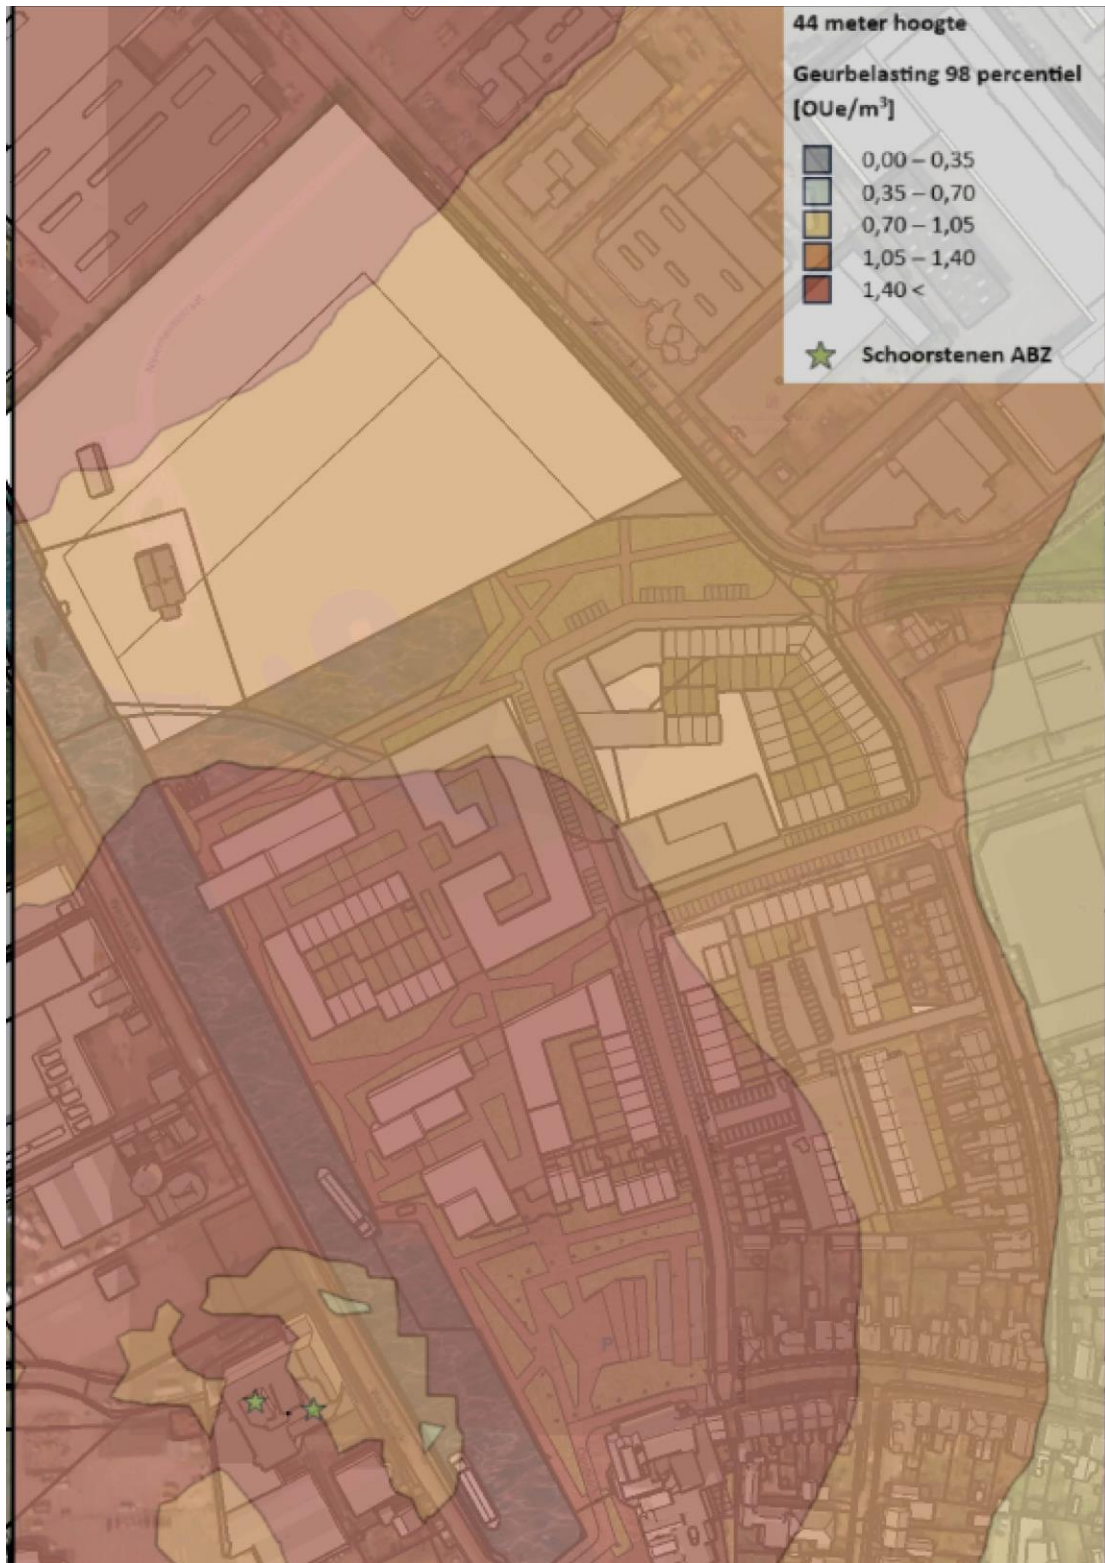 44 meter hoogte
Geurbelasting 98 percentiel
[OUe/m³]
0,00 – 0,35
0,35 – 0,70
0,70 – 1,05
1,05 – 1,40
1,40 <
Schoorstenen ABZ
P